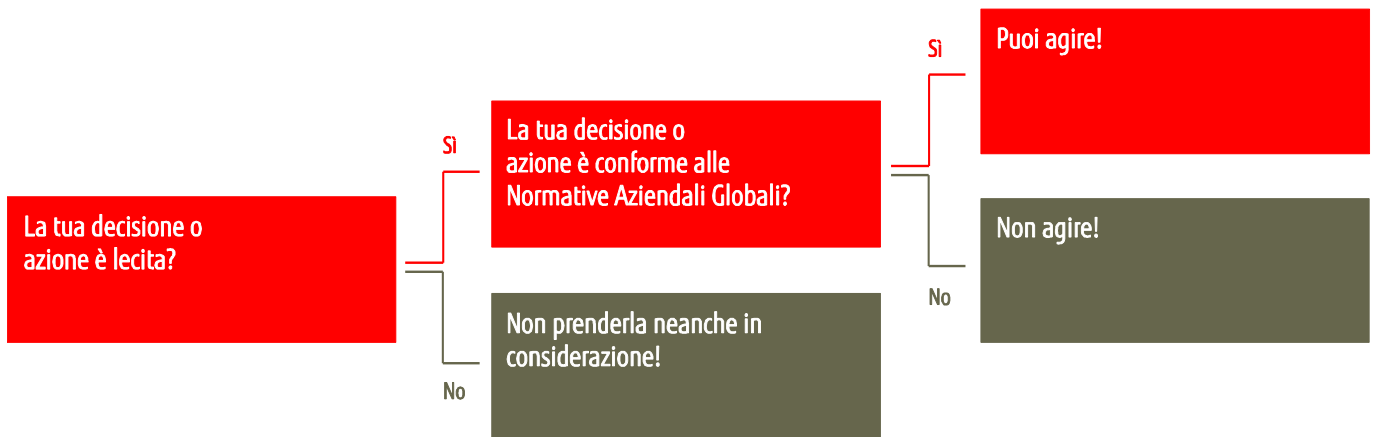 La tua decisione o
azione è lecita?
Sì
No
La tua decisione o
azione è conforme alle
Normative Aziendali Globali?
Non prenderla neanche in
considerazione!
Sì
No
Puoi agire!
Non agire!